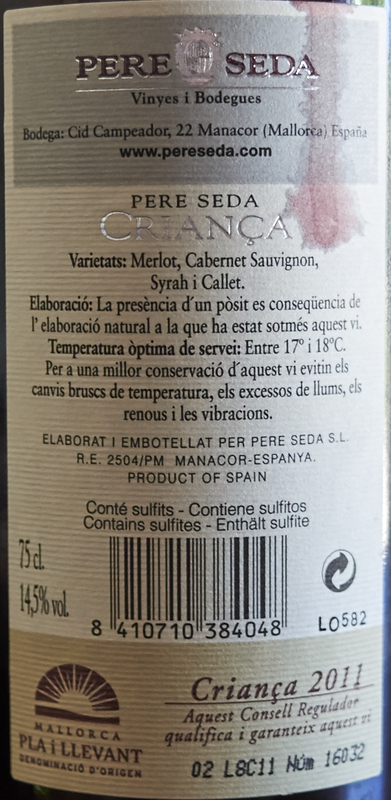 PERE SEDA
Vinyes i Bodegues
Bodega: Cid Campeador, 22 Manacor (Mallorca) España
www.pereseda.com
PERE SEDA
CRIANÇA
Varietats: Merlot, Cabernet Sauvignon,
Syrah i Callet.
Elaboració: La presència d'un pòsit es conseqüencia de
l' elaboració natural a la que ha estat sotmés aquest vi.
Temperatura òptima de servei: Entre 17º i 18ºC.
Per a una millor conservació d'aquest vi evitin els
canvis bruscs de temperatura, els excessos de llums, els
renous i les vibracions.
ELABORAT I EMBOTELLAT PER PERE SEDA S.L.
R.E. 2504/PM MANACOR-ESPANYA.
PRODUCT OF SPAIN
Conté sulfits - Contiene sulfitos
Contains sulfites - Enthält sulfite
75 cl.
14,5% vol.
8 410710 384048
L0582
MALLORCA
PLA i LLEVANT
DENOMINACIÓ D'ORIGEN
Criança 2011
Aquest Consell Regulador
qualifica i garanteix aquest vi
02 L8C11 Núm 16032